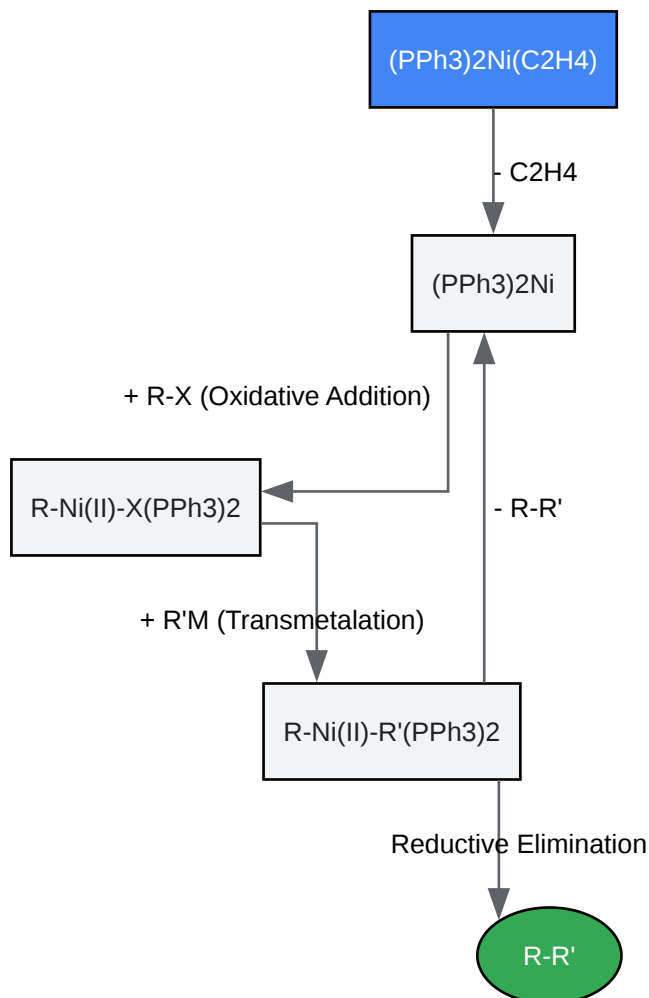 (PPh3)2Ni(C2H4)
- C2H4
(PPh3)2Ni
+ R-X (Oxidative Addition)
R-Ni(II)-X(PPh3)2
- R-R'
+ R'M (Transmetalation)
R-Ni(II)-R'(PPh3)2
Reductive Elimination
R-R'